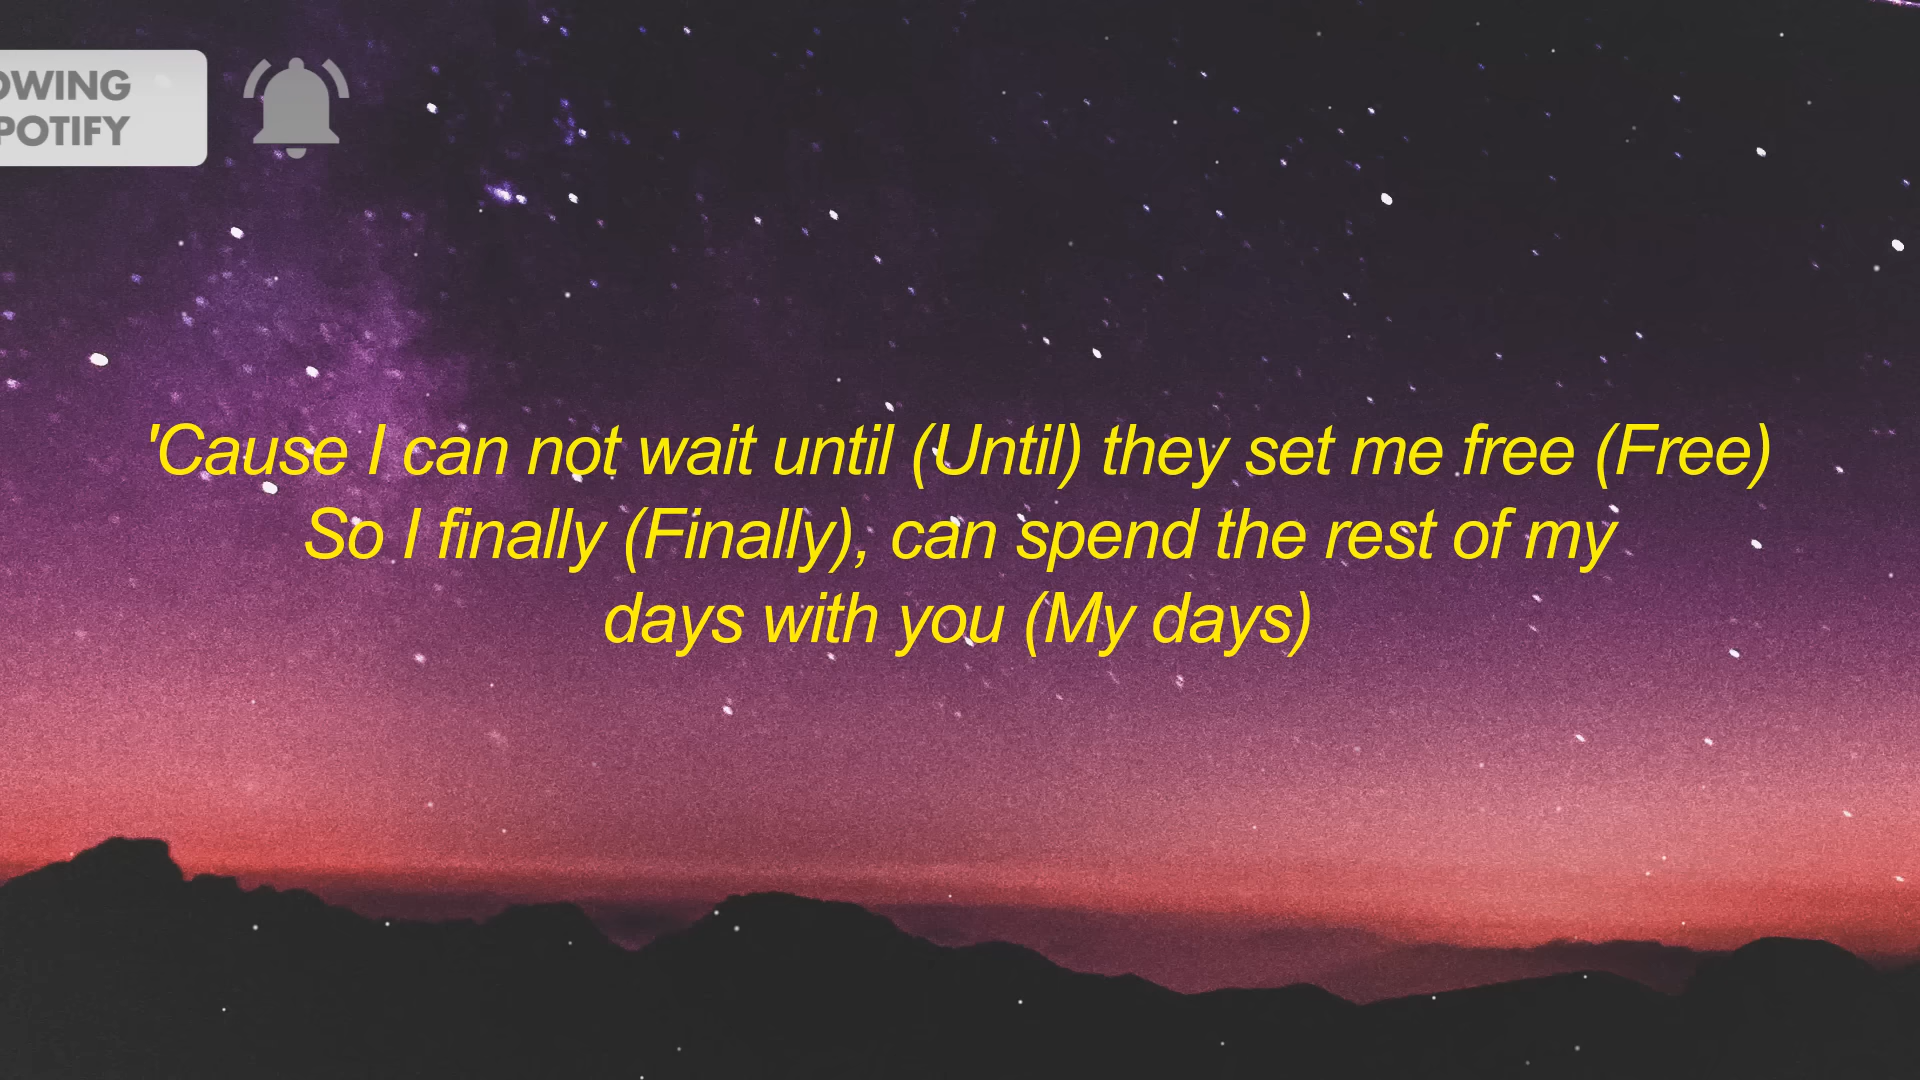 OWING
POTIFY
'Cause I can not wait until (Until) they set me free (Free)
So I finally (Finally), can spend the rest of my
days with you (My days)